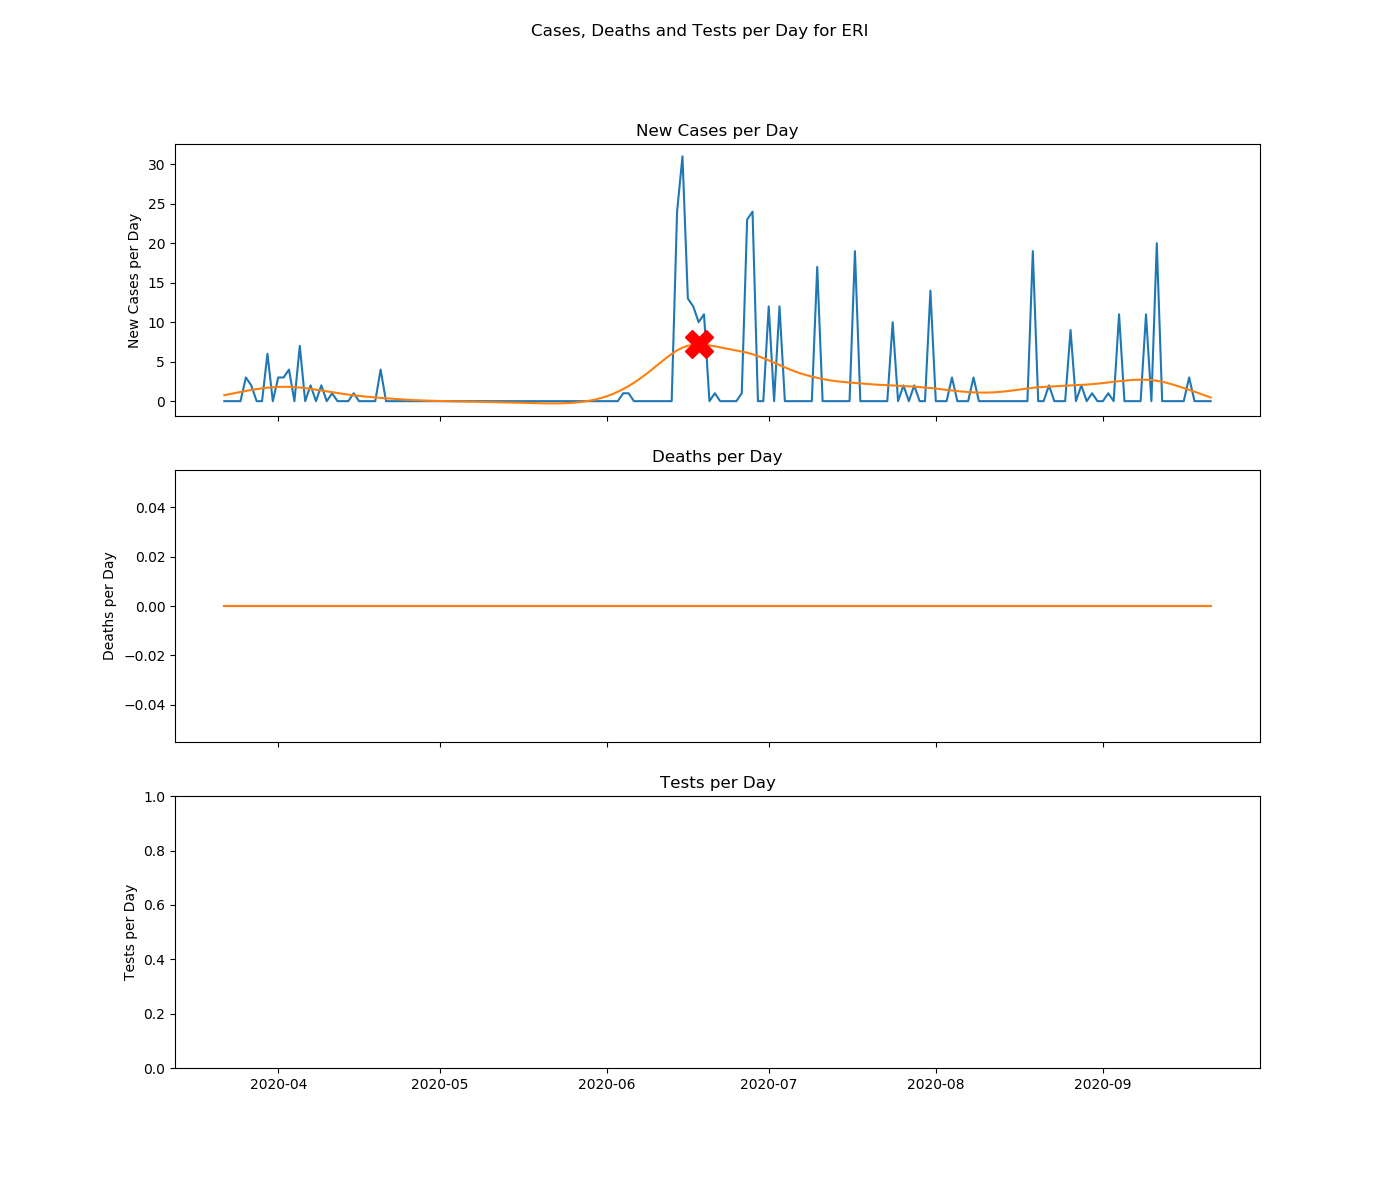 Cases, Deaths and Tests per Day for ERI
New Cases per Day
New Cases per Day
30
25
20
15
10
5
0
Deaths per Day
Deaths per Day
0.04
0.02
0.00
−0.02
−0.04
Tests per Day
Tests per Day
1.0
0.8
0.6
0.4
0.2
0.0
2020-04 2020-05 2020-06 2020-07 2020-08 2020-09